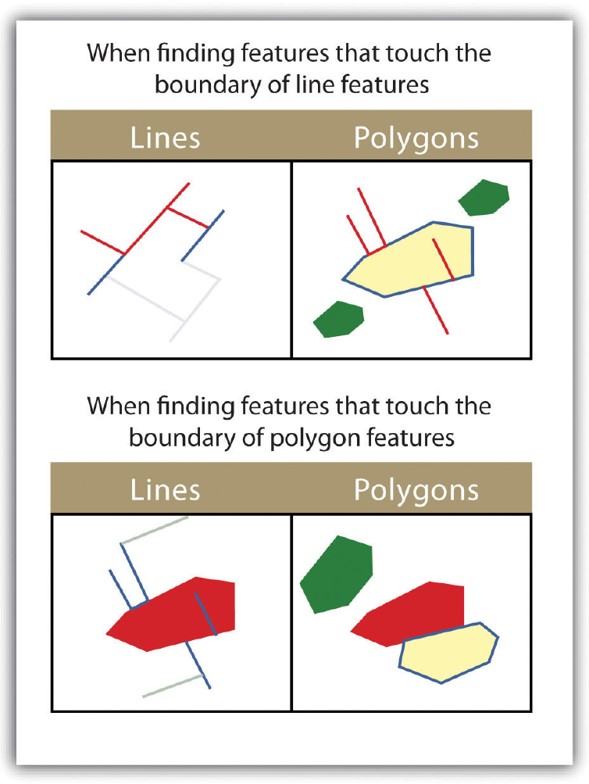 When finding features that touch the
boundary of line features
Lines
Polygons
When finding features that touch the
boundary of polygon features
Lines
Polygons